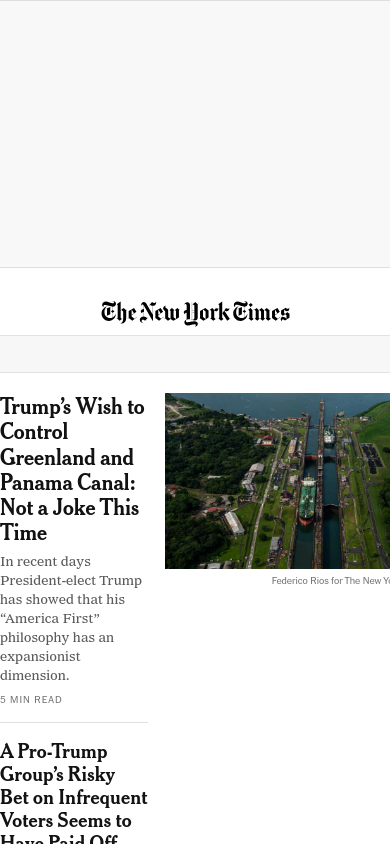 The New York Times
Trump’s Wish to
Control
Greenland and
Panama Canal:
Not a Joke This
Time
In recent days
President-elect Trump
has showed that his
“America First”
philosophy has an
expansionist
dimension.
5 MIN READ
Federico Rios for The New Yo
A Pro-Trump
Group’s Risky
Bet on Infrequent
Voters Seems to
Have Paid Off